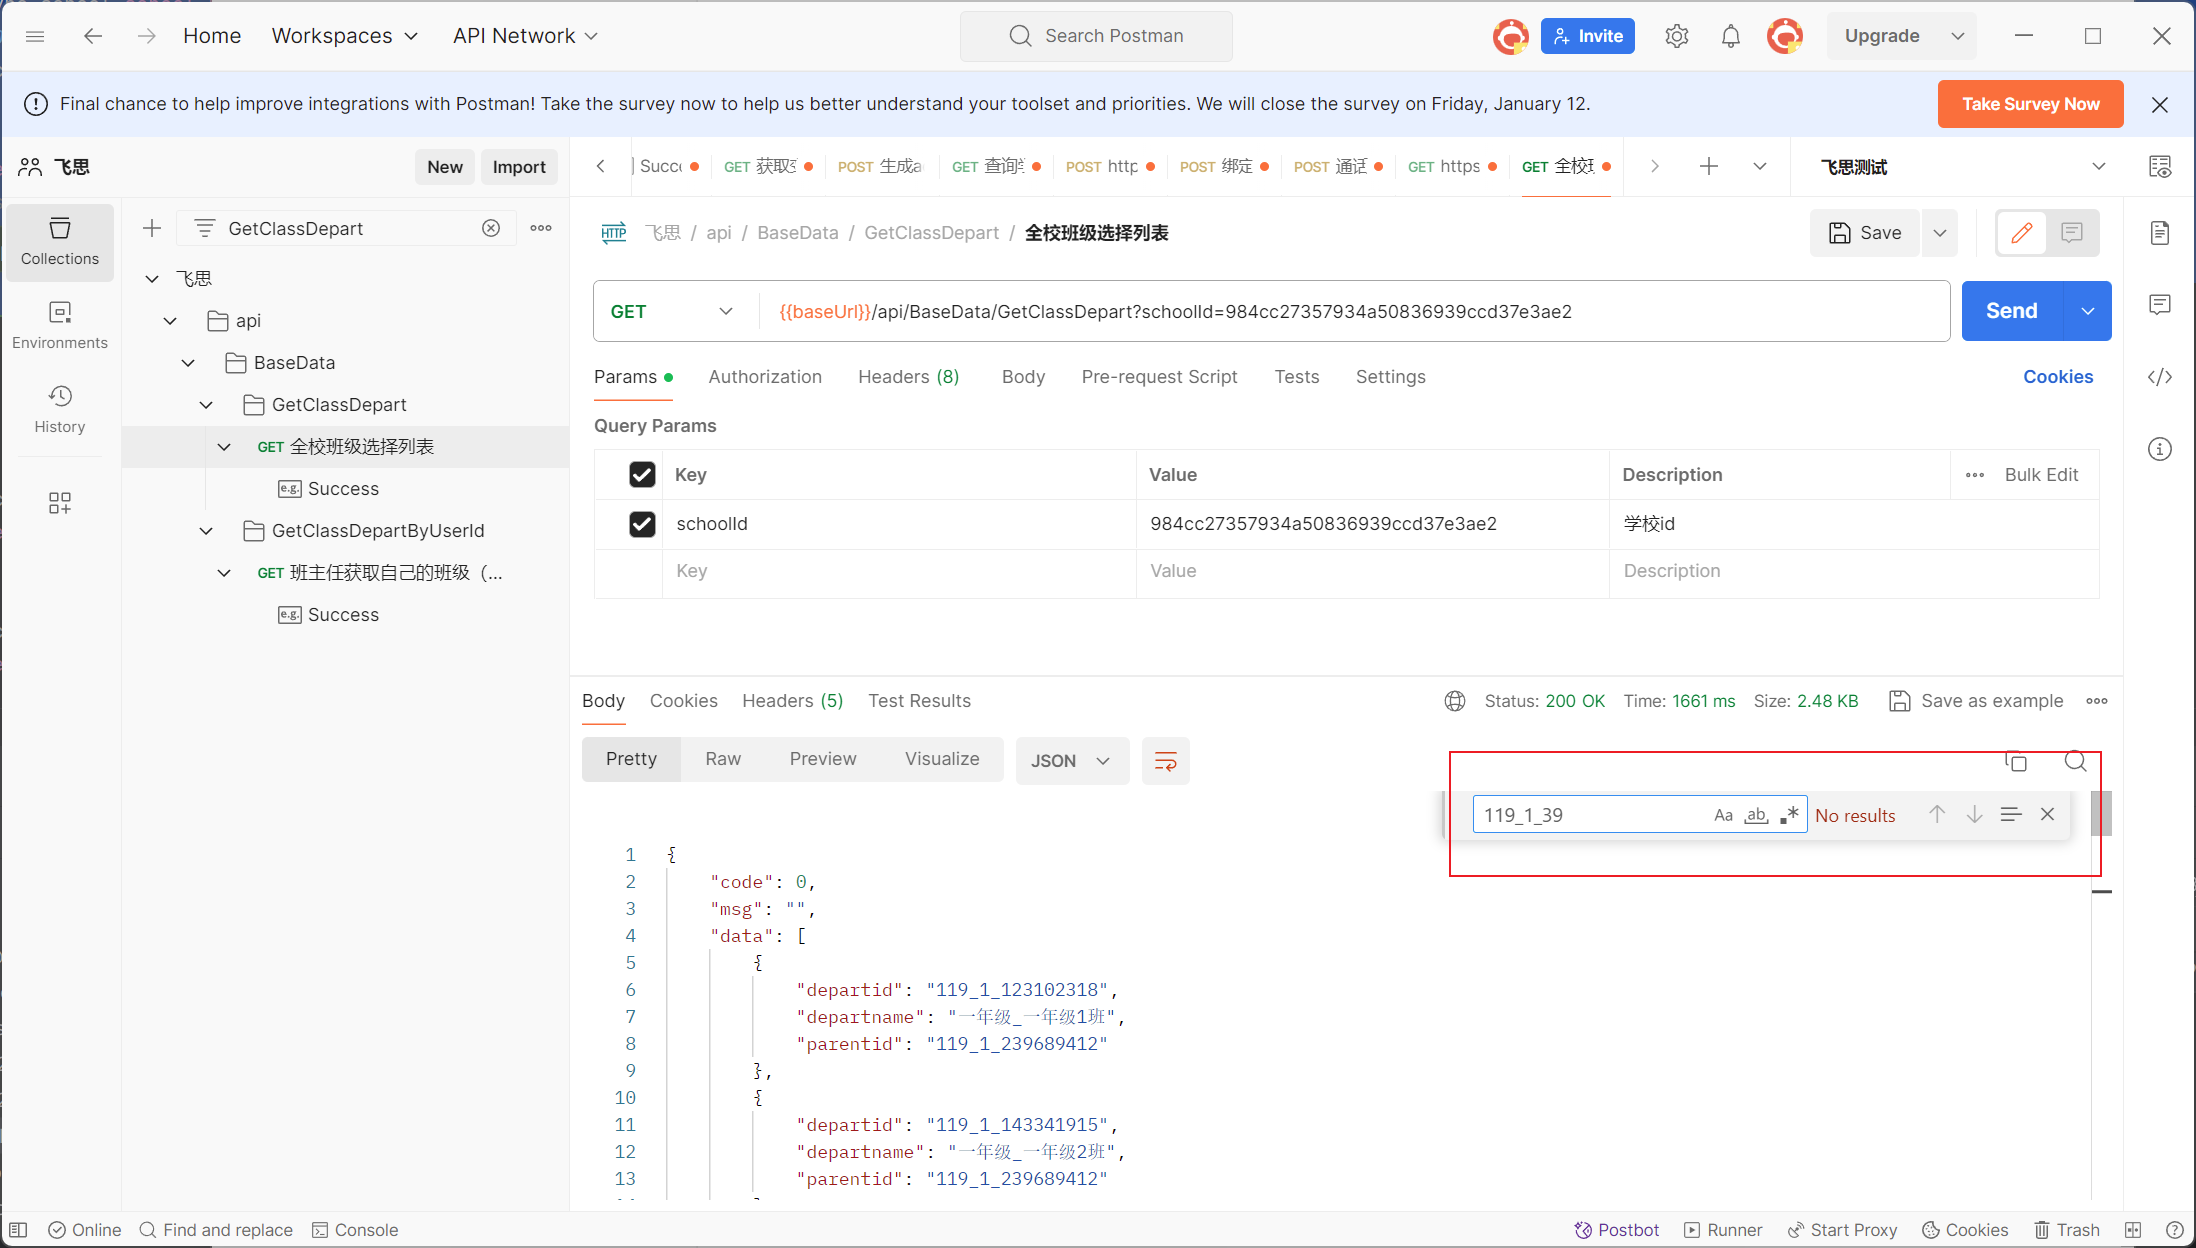 Home Workspaces API Network Search Postman Invite Upgrade
Final chance to help improve integrations with Postman! Take the survey now to help us better understand your toolset and priorities. We will close the survey on Friday, January 12. Take Survey Now
飞思 New Import
Succ GET 获取 POST 生成a GET 查询 POST http POST 绑定 POST 通话 GET https GET 全校 飞思测试
Collections
Environments
History
GetClassDepart
飞思
api
BaseData
GetClassDepart
GET 全校班级选择列表
e.g. Success
GetClassDepartByUserId
GET 班主任获取自己的班级（...
e.g. Success
HTTP 飞思 / api / BaseData / GetClassDepart / 全校班级选择列表 Save
GET {{baseUrl}}/api/BaseData/GetClassDepart?schoolId=984cc27357934a50836939ccd37e3ae2 Send
Params Authorization Headers (8) Body Pre-request Script Tests Settings Cookies
Query Params
Key Value Description Bulk Edit
schoolId 984cc27357934a50836939ccd37e3ae2 学校id
Key Value Description
Body Cookies Headers (5) Test Results Status: 200 OK Time: 1661 ms Size: 2.48 KB Save as example
Pretty Raw Preview Visualize JSON
119_1_39 Aa ab .* No results
1 {
2 "code": 0,
3 "msg": "",
4 "data": [
5 {
6 "departid": "119_1_123102318",
7 "departname": "一年级_一年级1班",
8 "parentid": "119_1_239689412"
9 },
10 {
11 "departid": "119_1_143341915",
12 "departname": "一年级_一年级2班",
13 "parentid": "119_1_239689412"
Online Find and replace Console Postbot Runner Start Proxy Cookies Trash